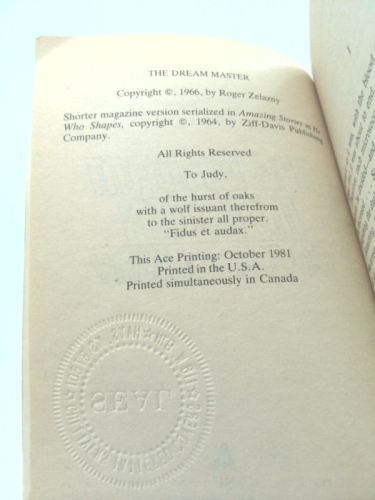 THE DREAM MASTER
Copyright ©, 1966, by Roger Zelazny
Shorter magazine version serialized in Amazing Stories as He
Who Shapes, copyright ©, 1964, by Ziff-Davis Publishing
Company.
All Rights Reserved
To Judy,
of the hurst of oaks
with a wolf issuant therefrom
to the sinister all proper.
"Fidus et audax."
This Ace Printing: October 1981
Printed in the U.S.A.
Printed simultaneously in Canada